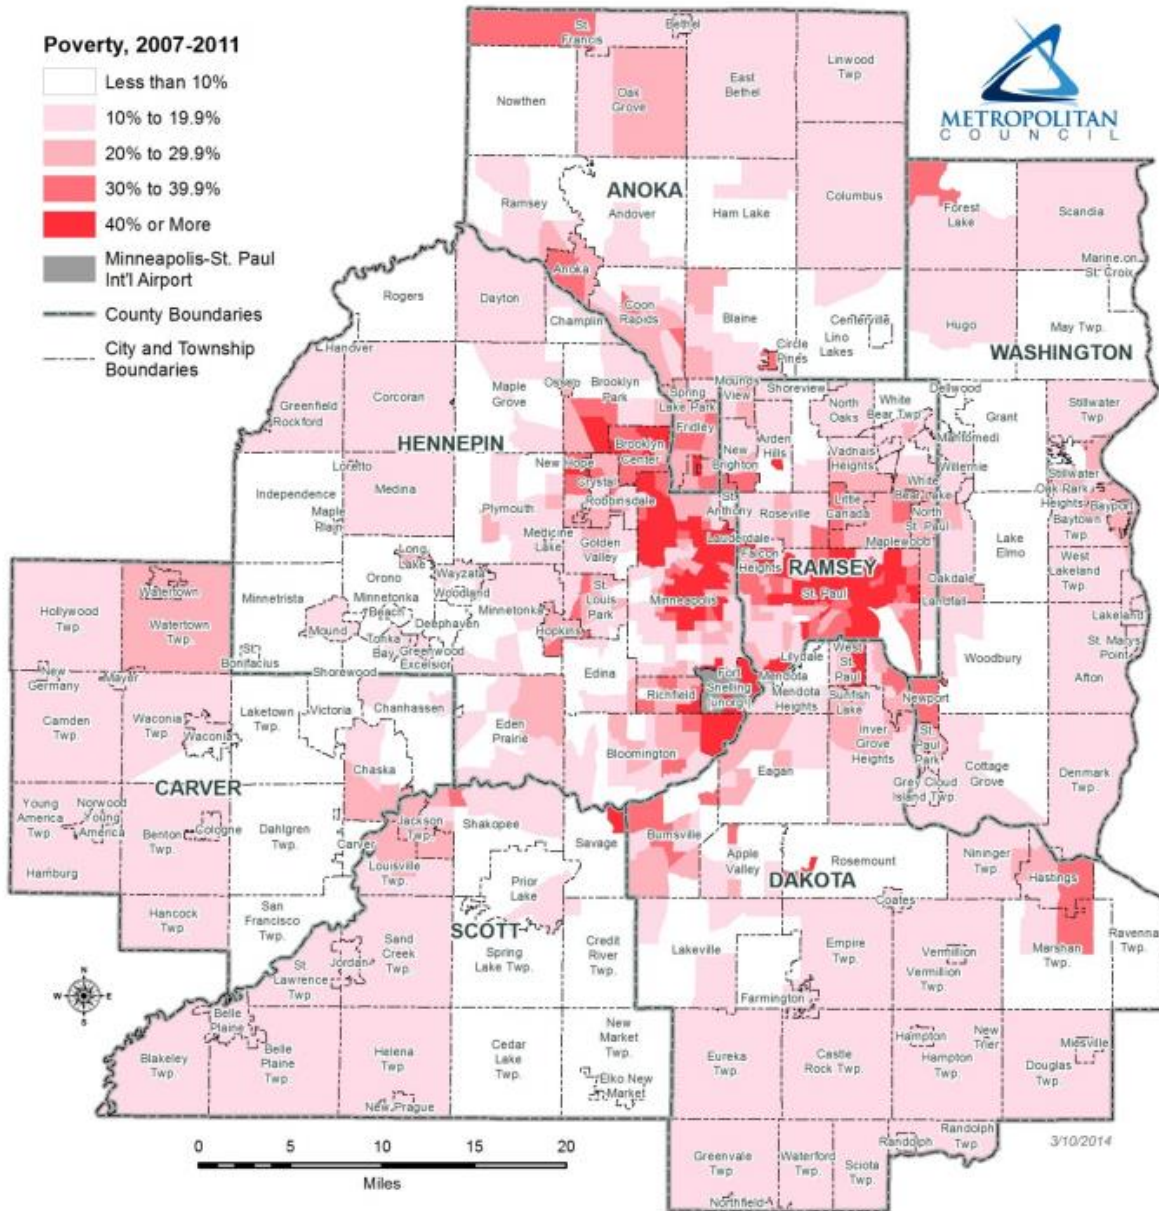 Poverty, 2007-2011
Less than 10%
10% to 19.9%
20% to 29.9%
30% to 39.9%
40% or More
Minneapolis-St. Paul
Int'l Airport
County Boundaries
City and Township
Boundaries
METROPOLITAN
COUNCIL
St.
Francis
Bethel
Linwood
Twp.
Nowthen
Oak
Grove
East
Bethel
ANOKA
Ramsey
Andover
Ham Lake
Columbus
Forest
Lake
Scandia
Marine on
St. Croix
Anoka
Rogers
Dayton
Champlin
Coon
Rapids
Blaine
Centerville
Lino
Lakes
Circle
Pines
Hugo
May Twp.
WASHINGTON
Hanover
Greenfield
Rockford
Corcoran
Maple
Grove
Osseo
Brooklyn
Park
Spring
Lake Park
Mounds
View
Shoreview
North
Oaks
White
Bear Twp.
Dellwood
Grant
Stillwater
Twp.
HENNEPIN
Brooklyn
Center
Fridley
New
Brighton
Arden
Hills
Vadnais
Heights
Mahtomedi
Willernie
Stillwater
Oak Park
Heights
Bayport
Baytown
Twp.
Loretto
Medina
Independence
Maple
Plain
Plymouth
New Hope
Crystal
Robbinsdale
Medicine
Lake
Golden
Valley
St.
Anthony
Lauderdale
Falcon
Heights
Roseville
Little
Canada
White
Bear Lake
North
St. Paul
Maplewood
Lake
Elmo
West
Lakeland
Twp.
Long
Lake
Orono
Wayzata
Woodland
Minnetonka
Beach
Minnetonka
Deephaven
Minnetrista
Mound
Tonka
Bay
Greenwood
Excelsior
Hopkins
St.
Louis
Park
Minneapolis
RAMSEY
St. Paul
Oakdale
Landfall
Lakeland
St. Marys
Point
Hollywood
Twp.
Watertown
Watertown
Twp.
St.
Bonifacius
Shorewood
Edina
Richfield
Fort
Snelling
(unorg.)
Lilydale
Mendota
Mendota
Heights
West
St.
Paul
Sunfish
Lake
Newport
Woodbury
Afton
New
Germany
Mayer
Camden
Twp.
Waconia
Twp.
Waconia
Laketown
Twp.
Victoria
Chanhassen
Eden
Prairie
Bloomington
Eagan
Inver
Grove
Heights
St.
Paul
Park
Grey Cloud
Island Twp.
Cottage
Grove
Denmark
Twp.
CARVER
Chaska
Young
America
Twp.
Norwood
Young
America
Benton
Twp.
Cologne
Dahlgren
Twp.
Carver
Jackson
Twp.
Shakopee
Savage
Burnsville
Apple
Valley
Rosemount
Nininger
Twp.
Hastings
Louisville
Twp.
Prior
Lake
DAKOTA
Coates
Hamburg
Hancock
Twp.
San
Francisco
Twp.
Sand
Creek
Twp.
SCOTT
Spring
Lake Twp.
Credit
River
Twp.
Lakeville
Empire
Twp.
Vermillion
Vermillion
Twp.
Marshan
Twp.
Ravenna
Twp.
St.
Lawrence
Twp.
Jordan
Farmington
Belle
Plaine
Blakeley
Twp.
Belle
Plaine
Twp.
Helena
Twp.
New Prague
Cedar
Lake
Twp.
New
Market
Twp.
Elko New
Market
Eureka
Twp.
Castle
Rock Twp.
Hampton
Hampton
Twp.
New
Trier
Miesville
Douglas
Twp.
Randolph
Randolph
Twp.
Greenvale
Twp.
Waterford
Twp.
Sciota
Twp.
Northfield
N
W
E
S
0 5 10 15 20
Miles
3/10/2014